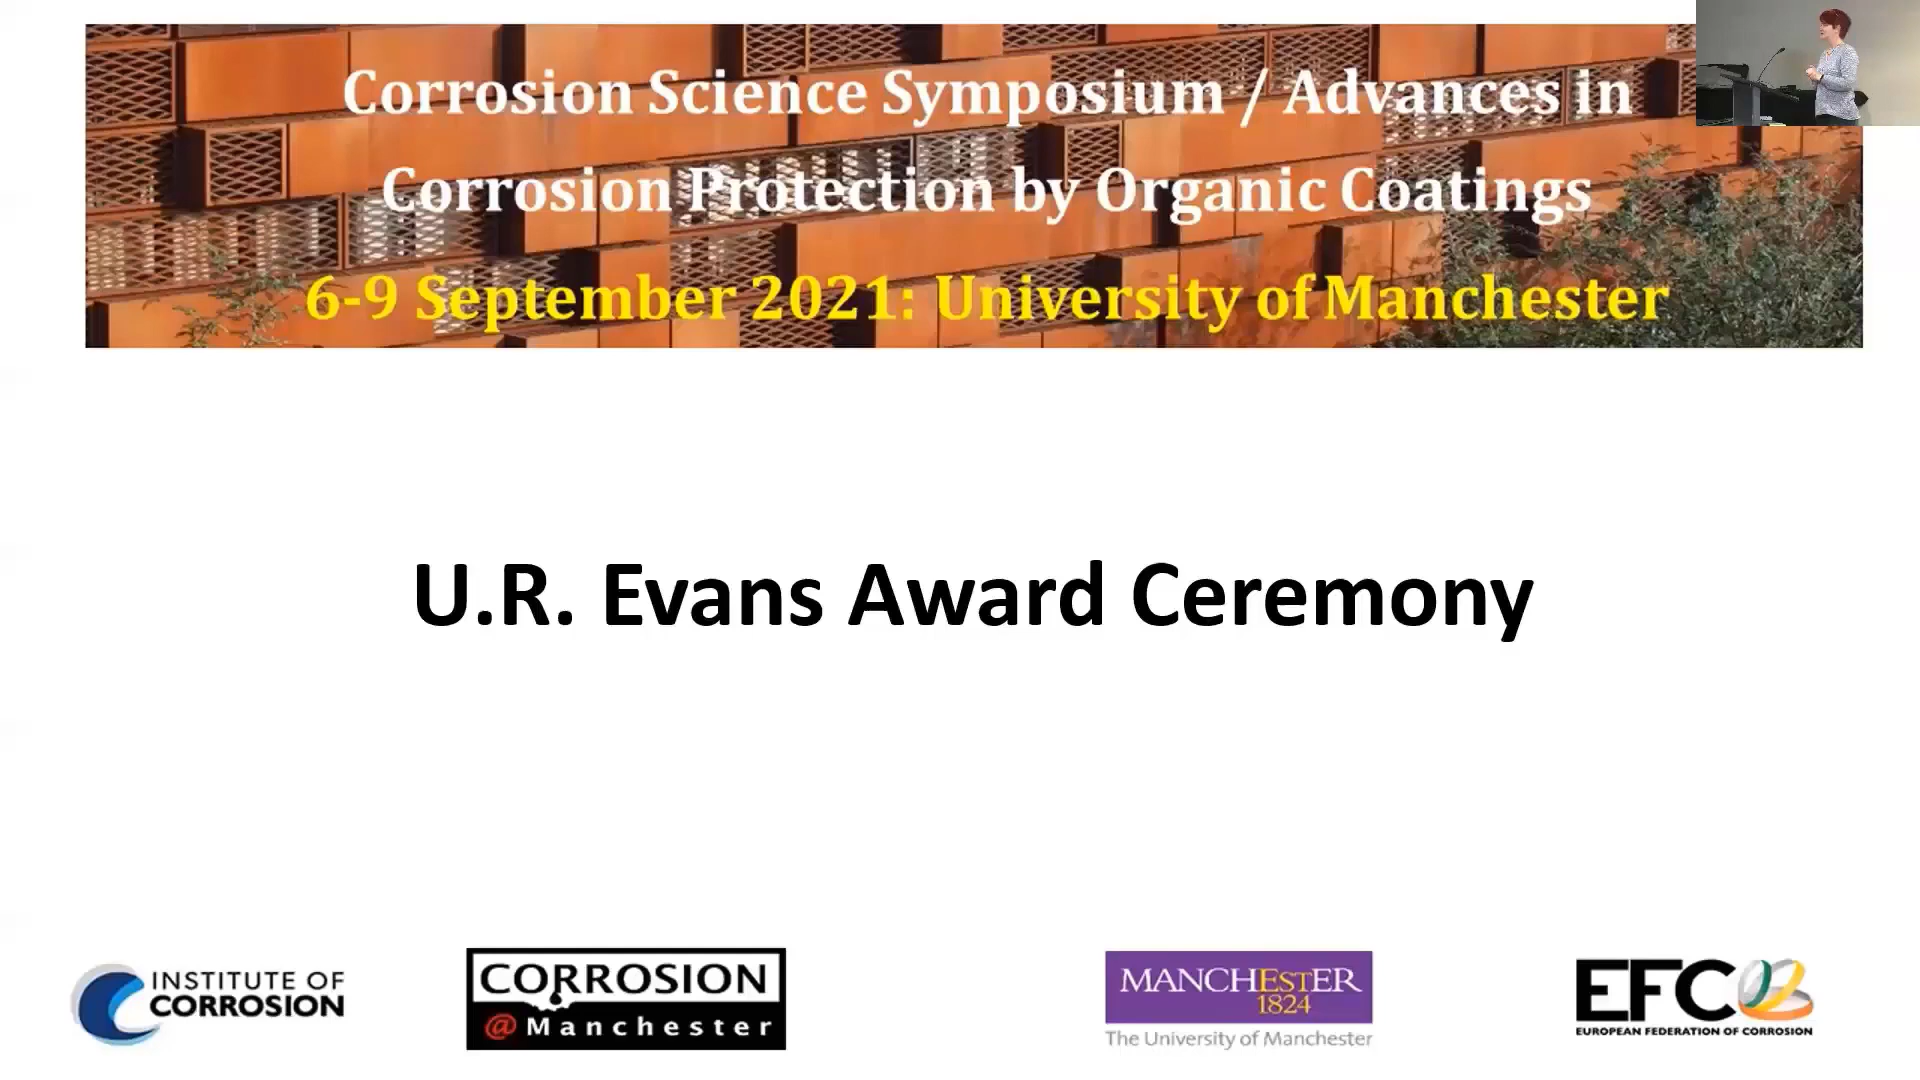 Corrosion Science Symposium / Advances in
Corrosion Protection by Organic Coatings
6-9 September 2021: University of Manchester
U.R. Evans Award Ceremony
INSTITUTE OF
CORROSION
CORROSION
@Manchester
MANCHESTER
1824
The University of Manchester
EFC
EUROPEAN FEDERATION OF CORROSION